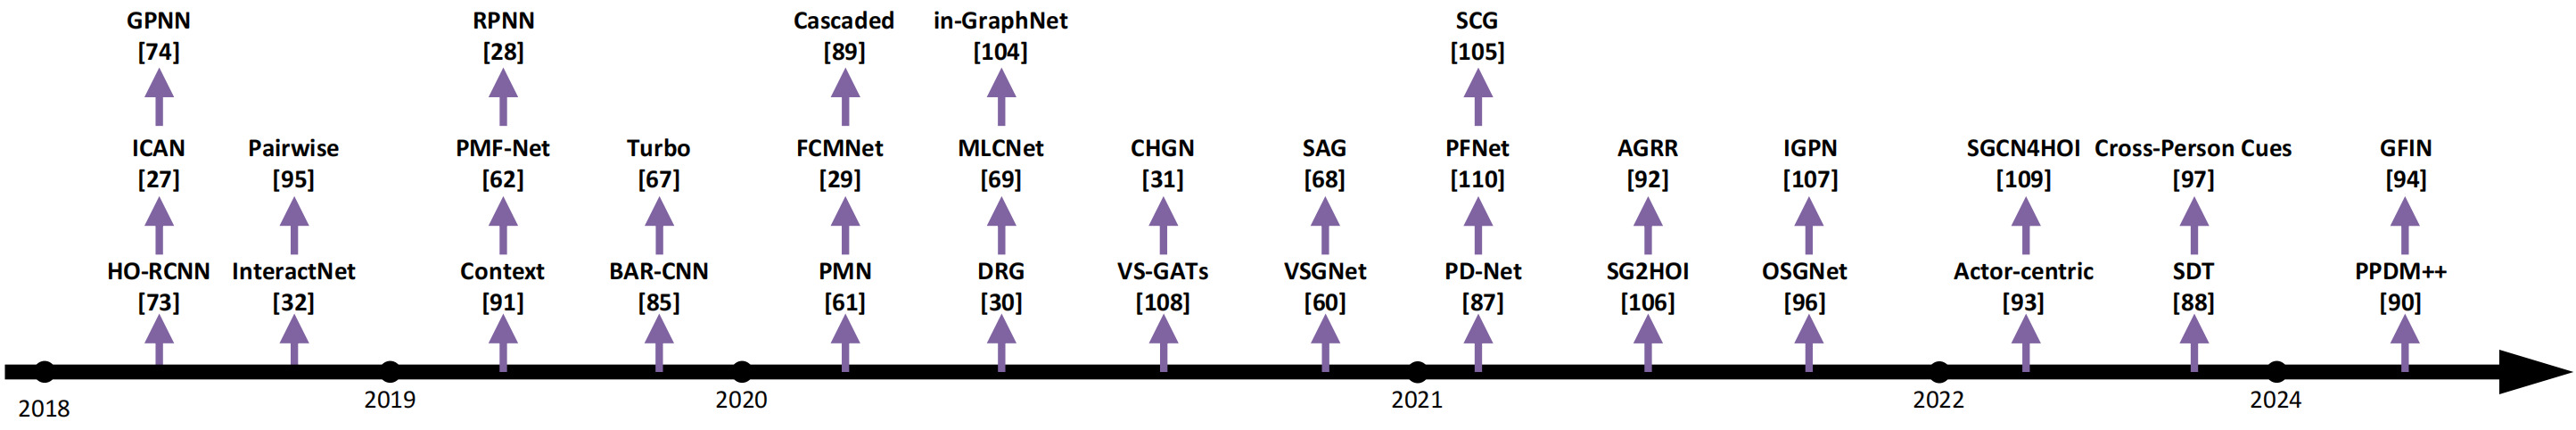 GPNN
[74]
RPNN
[28]
Cascaded
[89]
in-GraphNet
[104]
SCG
[105]
ICAN
[27]
Pairwise
[95]
PMF-Net
[62]
Turbo
[67]
FCMNet
[29]
MLCNet
[69]
CHGN
[31]
SAG
[68]
PFNet
[110]
AGRR
[92]
IGPN
[107]
SGCN4HOI
[109]
Cross-Person Cues
[97]
GFIN
[94]
HO-RCNN
[73]
InteractNet
[32]
Context
[91]
BAR-CNN
[85]
PMN
[61]
DRG
[30]
VS-GATs
[108]
VSGNet
[60]
PD-Net
[87]
SG2HOI
[106]
OSGNet
[96]
Actor-centric
[93]
SDT
[88]
PPDM++
[90]
2018
2019
2020
2021
2022
2024